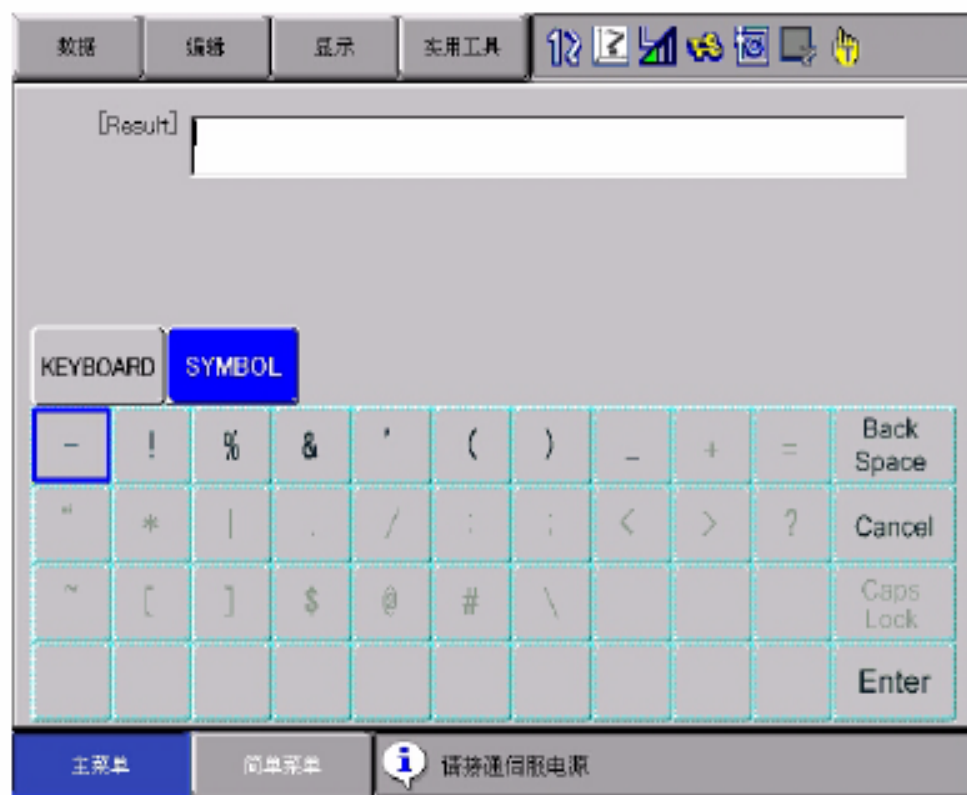 数据 编辑 显示 实用工具
[Result]
KEYBOARD SYMBOL
- ! % & ' ( ) _ + = Back Space
" * | . / : ; < > ? Cancel
~ [ ] $ @ # \ Caps Lock
Enter
主菜单 简单菜单 请接通伺服电源